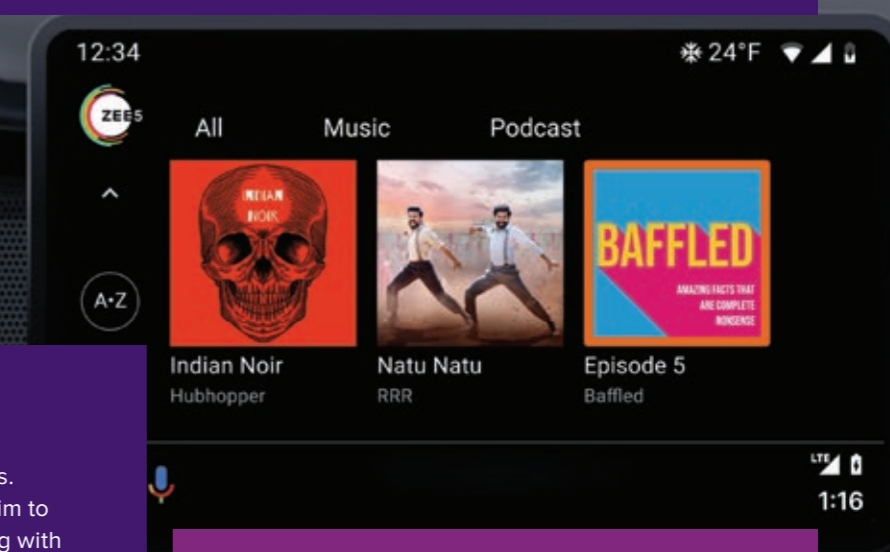 12:34
24°F
ZEE5
All
Music
Podcast
INDIAN
NOIR
BAFFLED
AMAZING FACTS THAT
ARE COMPLETE
NONSENSE
A•Z
Indian Noir
Natu Natu
Episode 5
Hubhopper
RRR
Baffled
LTE
1:16
s.
im to
g with